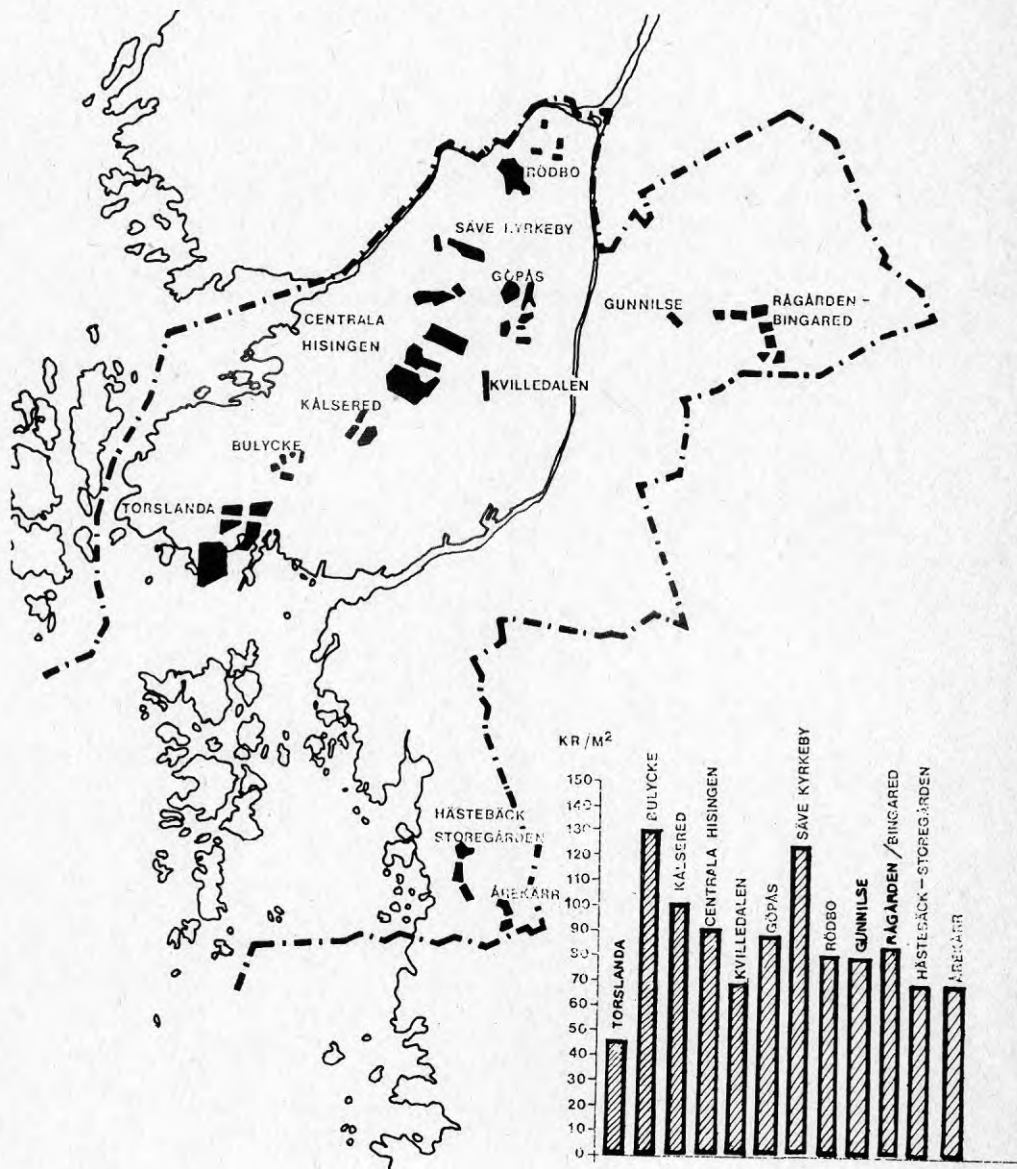 RÖDBO
SÄVE KYRKEBY
GÖPÅS
GUNNILSE
RÅGÅRDEN –
BINGARED
CENTRALA
HISINGEN
KVILLEDALEN
KÅLSERED
BULYCKE
TORSLANDA
HÄSTEBÄCK
STOREGÅRDEN
ÅREKÄRR
KR/M²
150
140
130
120
110
100
90
80
70
60
50
40
30
20
10
0
TORSLANDA
BULYCKE
KÅLSERED
CENTRALA HISINGEN
KVILLEDALEN
GÖPÅS
SÄVE KYRKEBY
RÖDBO
GUNNILSE
RÅGÅRDEN/BINGARED
HÄSTEBÄCK – STOREGÅRDEN
ÅREKÄRR